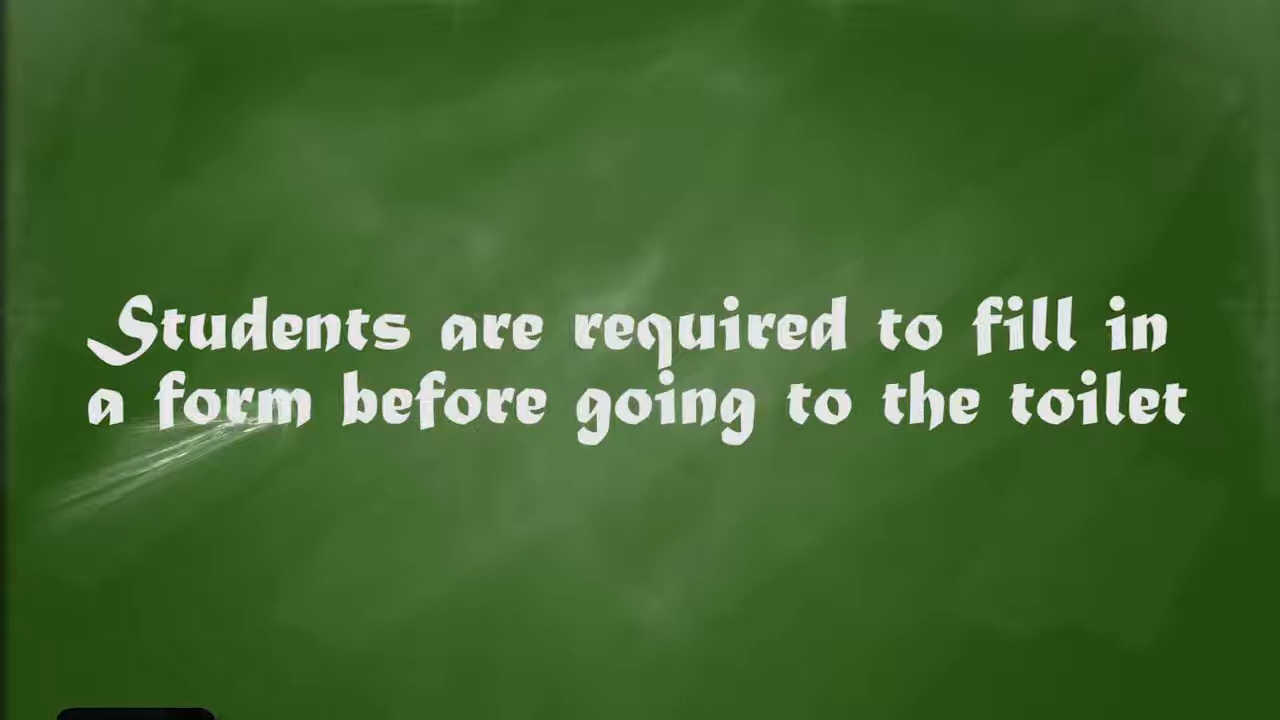 Students are required to fill in
a form before going to the toilet